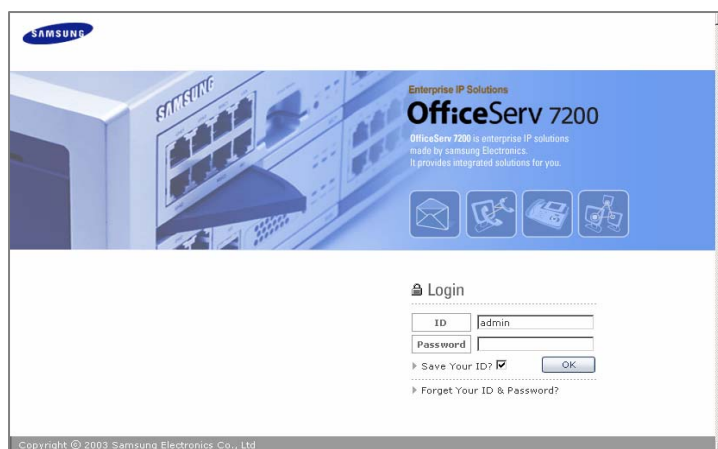 SAMSUNG
SAMSUNG
Enterprise IP Solutions
OfficeServ 7200
OfficeServ 7200 is enterprise IP solutions
made by samsung Electronics.
It provides integrated solutions for you.
Login
ID
admin
Password
Save Your ID?
OK
Forget Your ID & Password?
Copyright © 2003 Samsung Electronics Co., Ltd